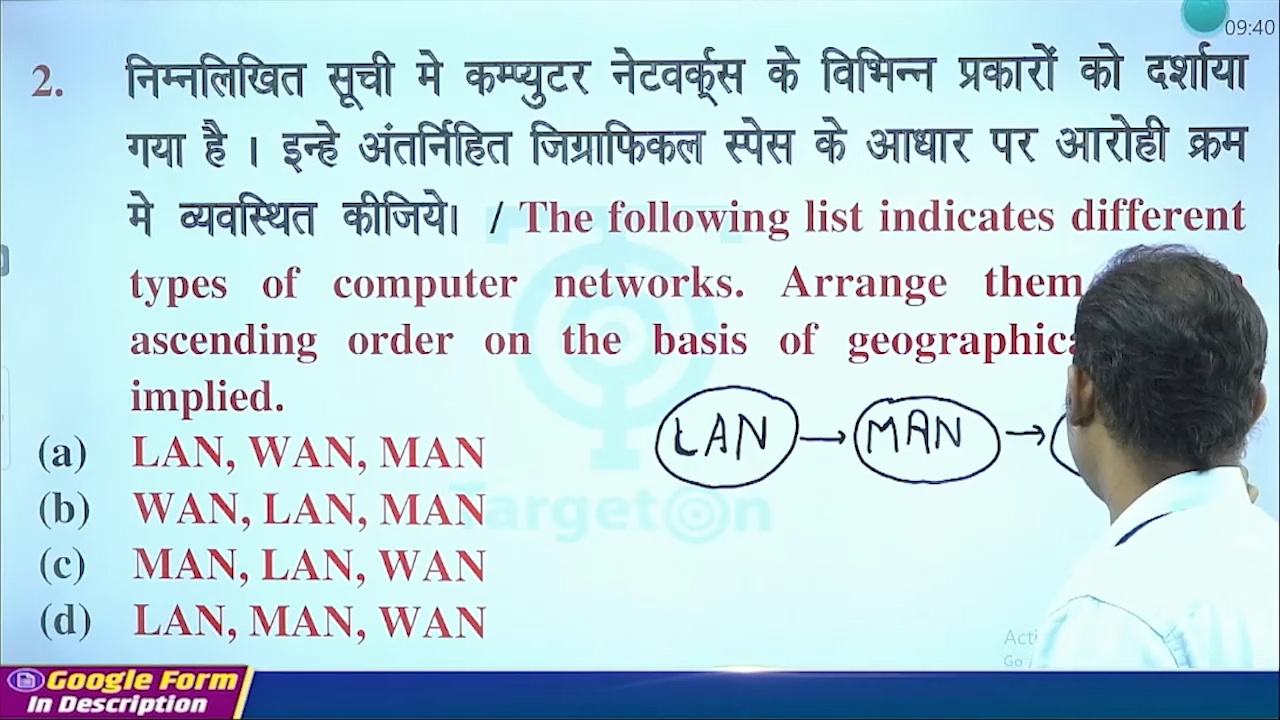 09:40
2. निम्नलिखित सूची मे कम्प्युटर नेटवर्क्स के विभिन्न प्रकारों को दर्शाया
गया है । इन्हे अंतर्निहित जिग्राफिकल स्पेस के आधार पर आरोही क्रम
मे व्यवस्थित कीजिये। / The following list indicates different
types of computer networks. Arrange them
ascending order on the basis of
implied.
LAN → MAN →
(a) LAN, WAN, MAN
(b) WAN, LAN, MAN
(c) MAN, LAN, WAN
(d) LAN, MAN, WAN
TargetOn
Google Form
In Description